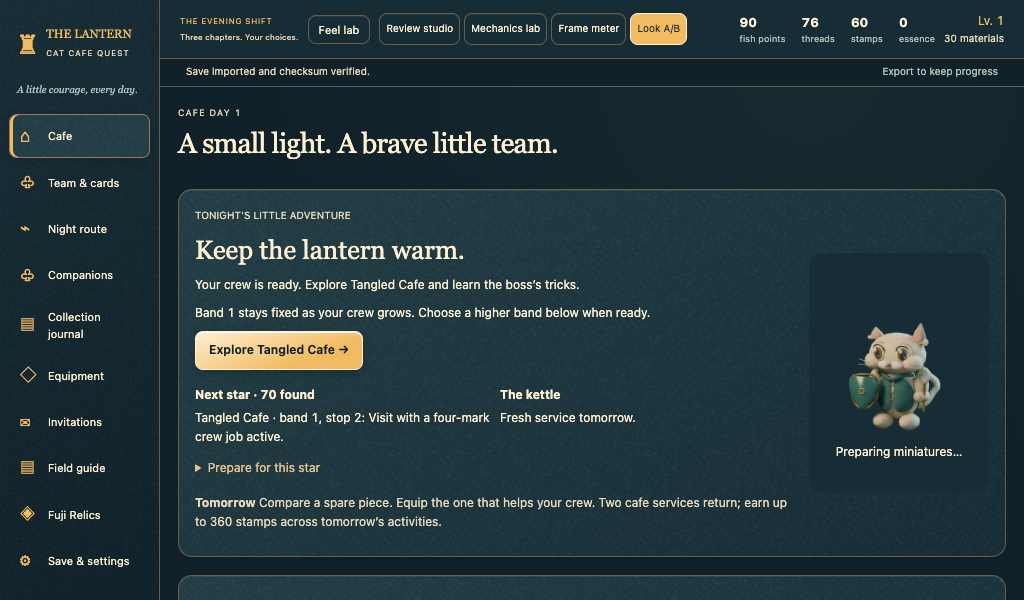 THE LANTERN
CAT CAFE QUEST
A little courage, every day.
Cafe
Team & cards
Night route
Companions
Collection
journal
Equipment
Invitations
Field guide
Fuji Relics
Save & settings
THE EVENING SHIFT
Three chapters. Your choices.
Feel lab
Review studio
Mechanics lab
Frame meter
Look A/B
90
fish points
76
threads
60
stamps
0
essence
Lv. 1
30 materials
Save imported and checksum verified.
Export to keep progress
CAFE DAY 1
A small light. A brave little team.
TONIGHT'S LITTLE ADVENTURE
Keep the lantern warm.
Your crew is ready. Explore Tangled Cafe and learn the boss's tricks.
Band 1 stays fixed as your crew grows. Choose a higher band below when ready.
Explore Tangled Cafe →
Next star · 70 found
Tangled Cafe · band 1, stop 2: Visit with a four-mark
crew job active.
The kettle
Fresh service tomorrow.
Prepare for this star
Tomorrow Compare a spare piece. Equip the one that helps your crew. Two cafe services return; earn up
to 360 stamps across tomorrow's activities.
Preparing miniatures…